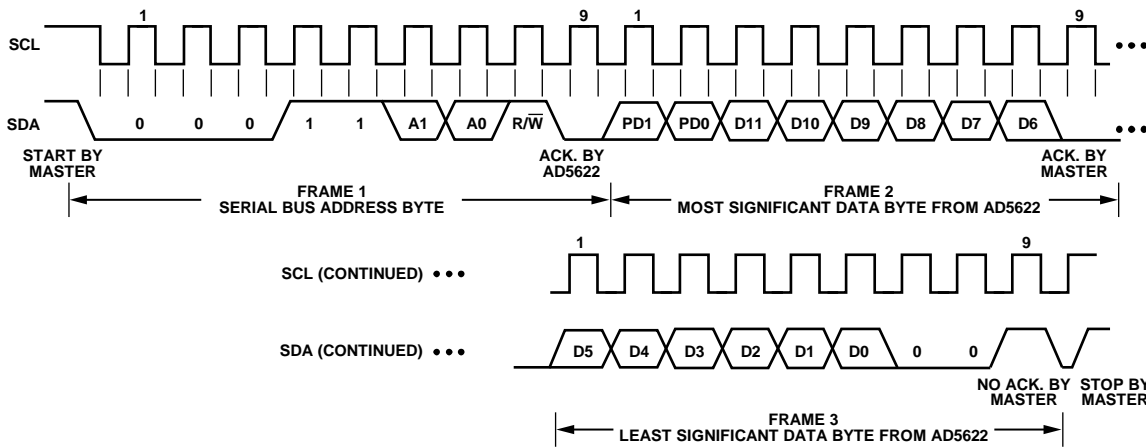 1 9 1 9
SCL
SDA 0 0 0 1 1 A1 A0 R/W̅ PD1 PD0 D11 D10 D9 D8 D7 D6
START BY
MASTER
ACK. BY
AD5622
ACK. BY
MASTER
FRAME 1
SERIAL BUS ADDRESS BYTE
FRAME 2
MOST SIGNIFICANT DATA BYTE FROM AD5622
1 9
SCL (CONTINUED)
SDA (CONTINUED) D5 D4 D3 D2 D1 D0 0 0
NO ACK. BY
MASTER
STOP BY
MASTER
FRAME 3
LEAST SIGNIFICANT DATA BYTE FROM AD5622